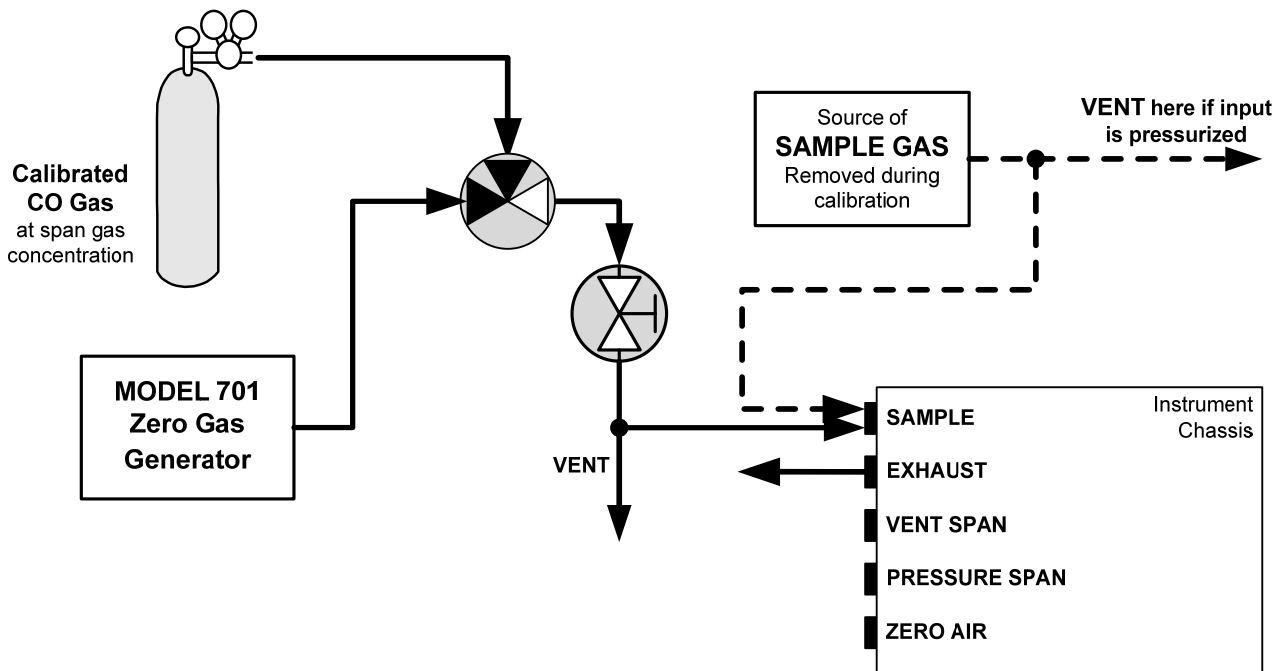 Calibrated
CO Gas
at span gas
concentration
MODEL 701
Zero Gas
Generator
Source of
SAMPLE GAS
Removed during
calibration
VENT here if input
is pressurized
VENT
Instrument
Chassis
SAMPLE
EXHAUST
VENT SPAN
PRESSURE SPAN
ZERO AIR